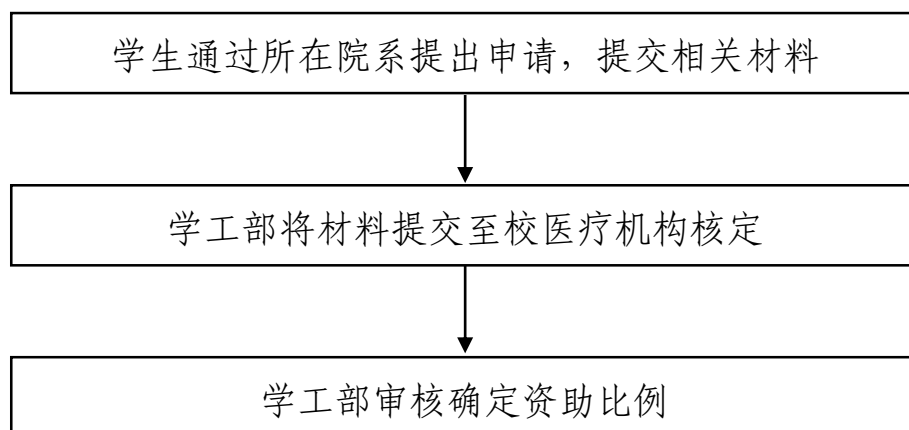 学生通过所在院系提出申请，提交相关材料
学工部将材料提交至校医疗机构核定
学工部审核确定资助比例